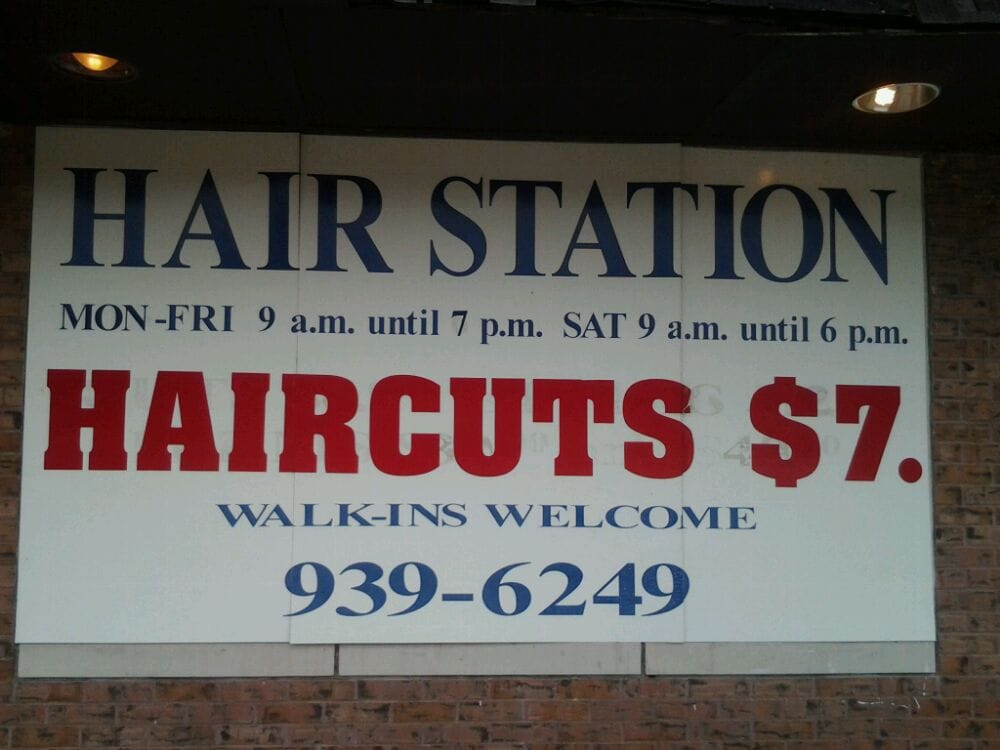 HAIR STATION
MON-FRI 9 a.m. until 7 p.m. SAT 9 a.m. until 6 p.m.
HAIRCUTS $7.
WALK-INS WELCOME
939-6249